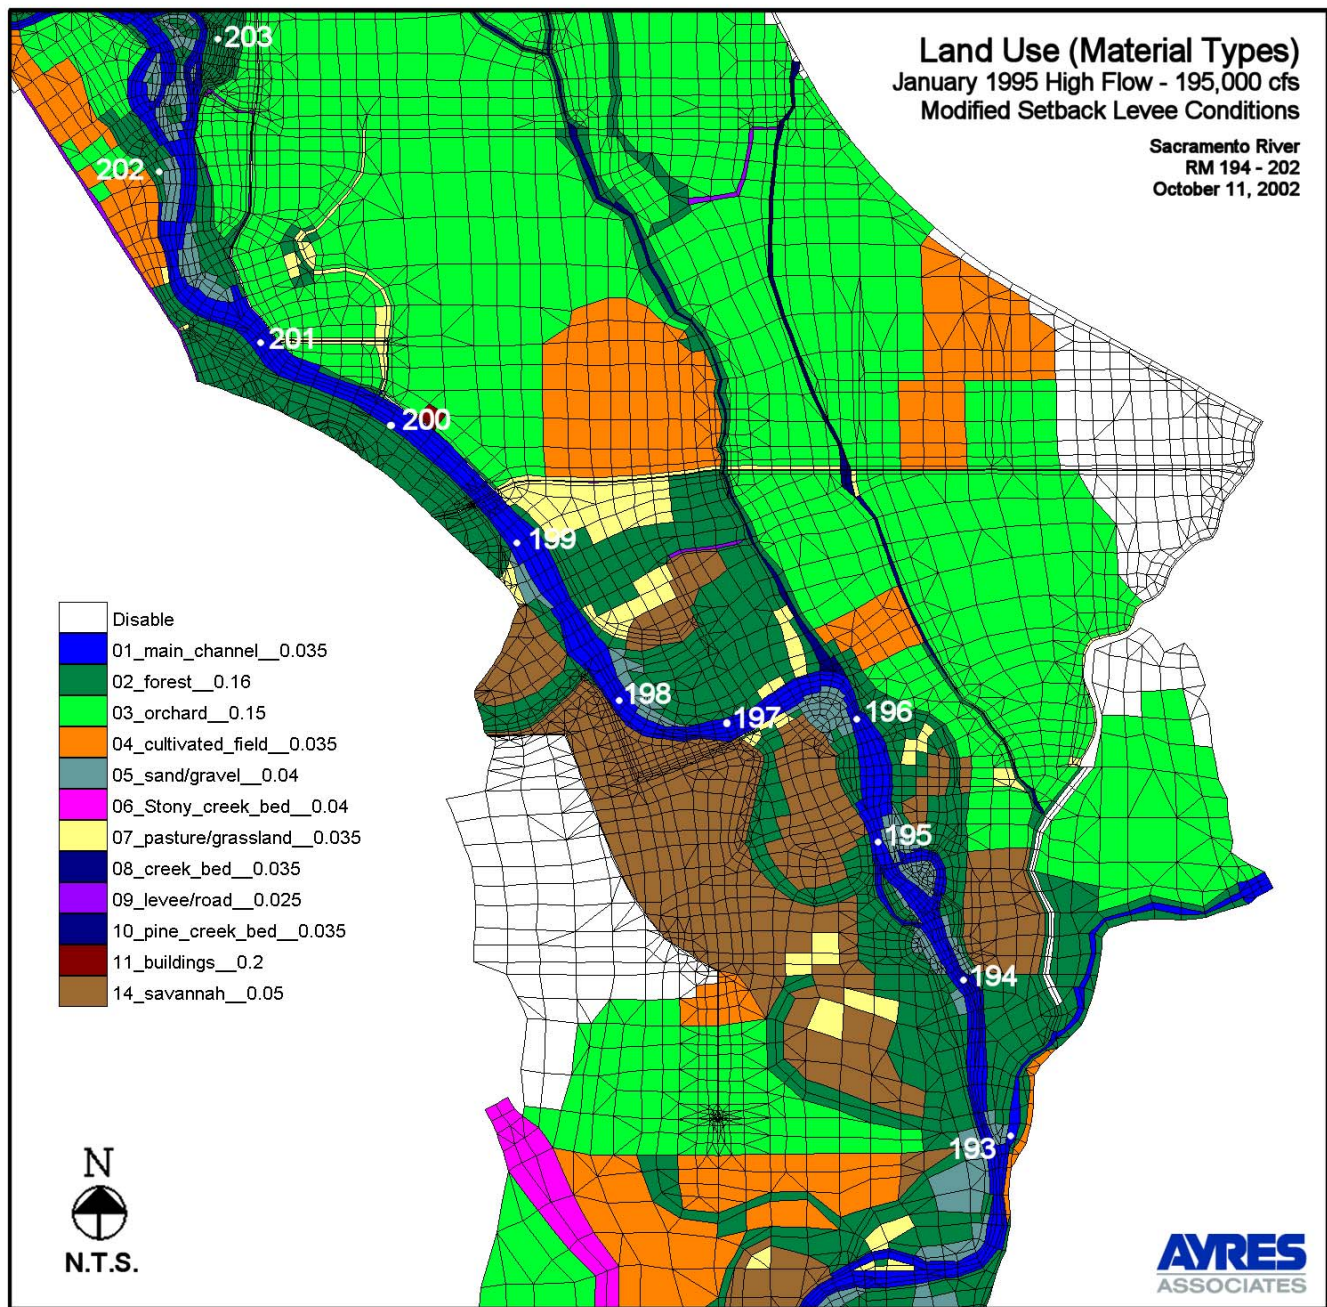 Land Use (Material Types)
January 1995 High Flow - 195,000 cfs
Modified Setback Levee Conditions
Sacramento River
RM 194 - 202
October 11, 2002
203
202
201
200
199
198
197
196
195
194
193
Disable
01_main_channel__0.035
02_forest__0.16
03_orchard__0.15
04_cultivated_field__0.035
05_sand/gravel__0.04
06_Stony_creek_bed__0.04
07_pasture/grassland__0.035
08_creek_bed__0.035
09_levee/road__0.025
10_pine_creek_bed__0.035
11_buildings__0.2
14_savannah__0.05
N
N.T.S.
AYRES
ASSOCIATES